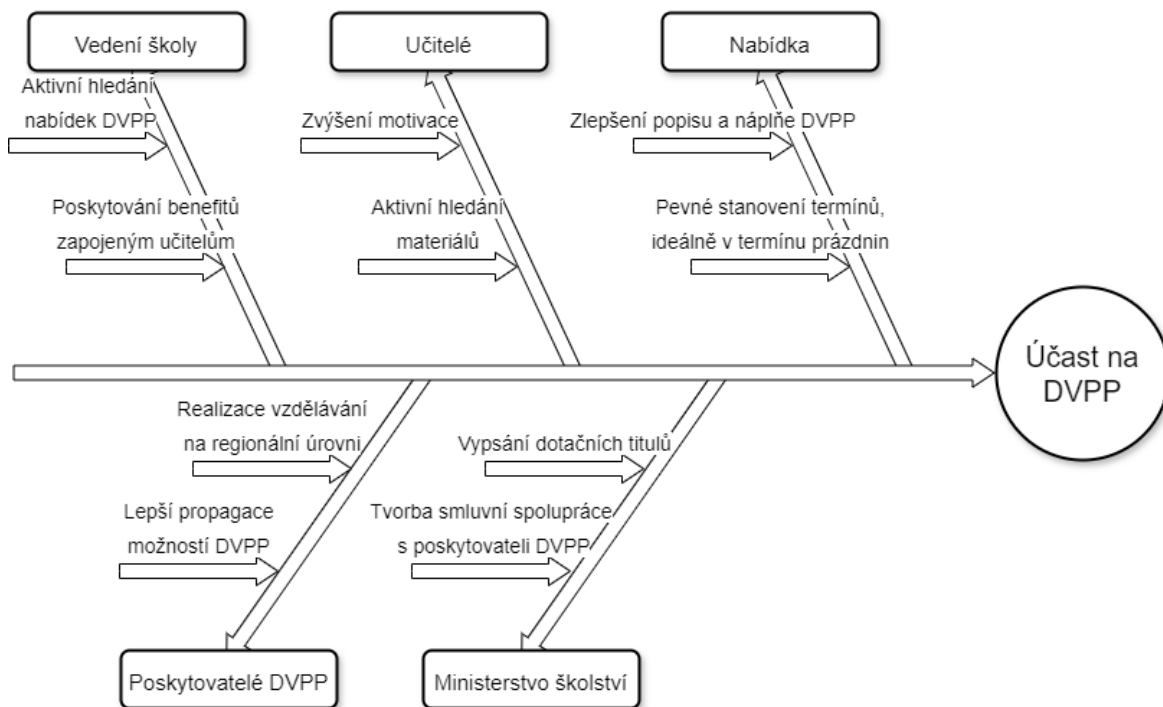 Vedení školy
Učitelé
Nabídka
Aktivní hledání
nabídek DVPP
Zvýšení motivace
Zlepšení popisu a náplňe DVPP
Poskytování benefitů
zapojeným učitelům
Aktivní hledání
materiálů
Pevné stanovení termínů,
ideálně v termínu prázdnin
Účast na
DVPP
Realizace vzdělávání
na regionální úrovni
Vypsání dotačních titulů
Lepší propagace
možností DVPP
Tvorba smluvní spolupráce
s poskytovateli DVPP
Poskytovatelé DVPP
Ministerstvo školství